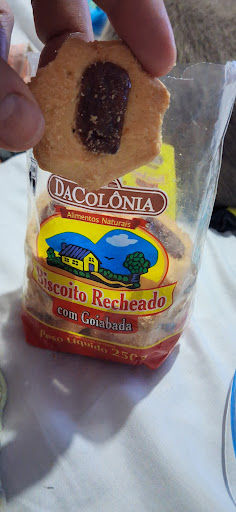 DACOLÔNIA
Alimentos Naturais
Biscoito Recheado
com Goiabada
Peso Líquido 250g